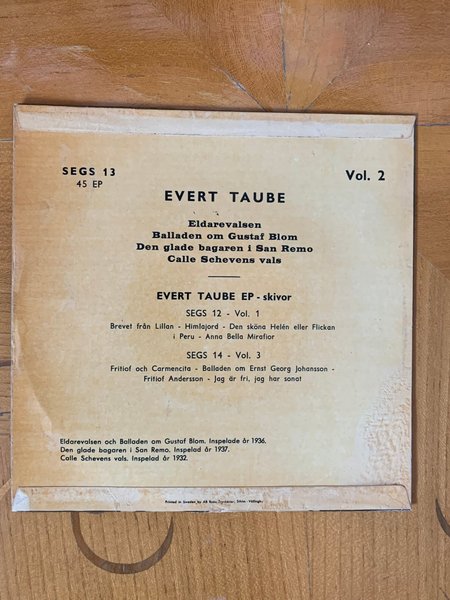 SEGS 13
45 EP
Vol. 2
EVERT TAUBE
Eldarevalsen
Balladen om Gustaf Blom
Den glade bagaren i San Remo
Calle Schevens vals
EVERT TAUBE EP - skivor
SEGS 12 - Vol. 1
Brevet från Lillan - Himlajord - Den sköna Helén eller Flickan
i Peru - Anna Bella Mirafior
SEGS 14 - Vol. 3
Fritiof och Carmencita - Balladen om Ernst Georg Johansson -
Fritiof Andersson - Jag är fri, jag har sonat
Eldarevalsen och Balladen om Gustaf Blom. Inspelade år 1936.
Den glade bagaren i San Remo. Inspelad år 1937.
Calle Schevens vals. Inspelad år 1932.
Printed in Sweden by AB